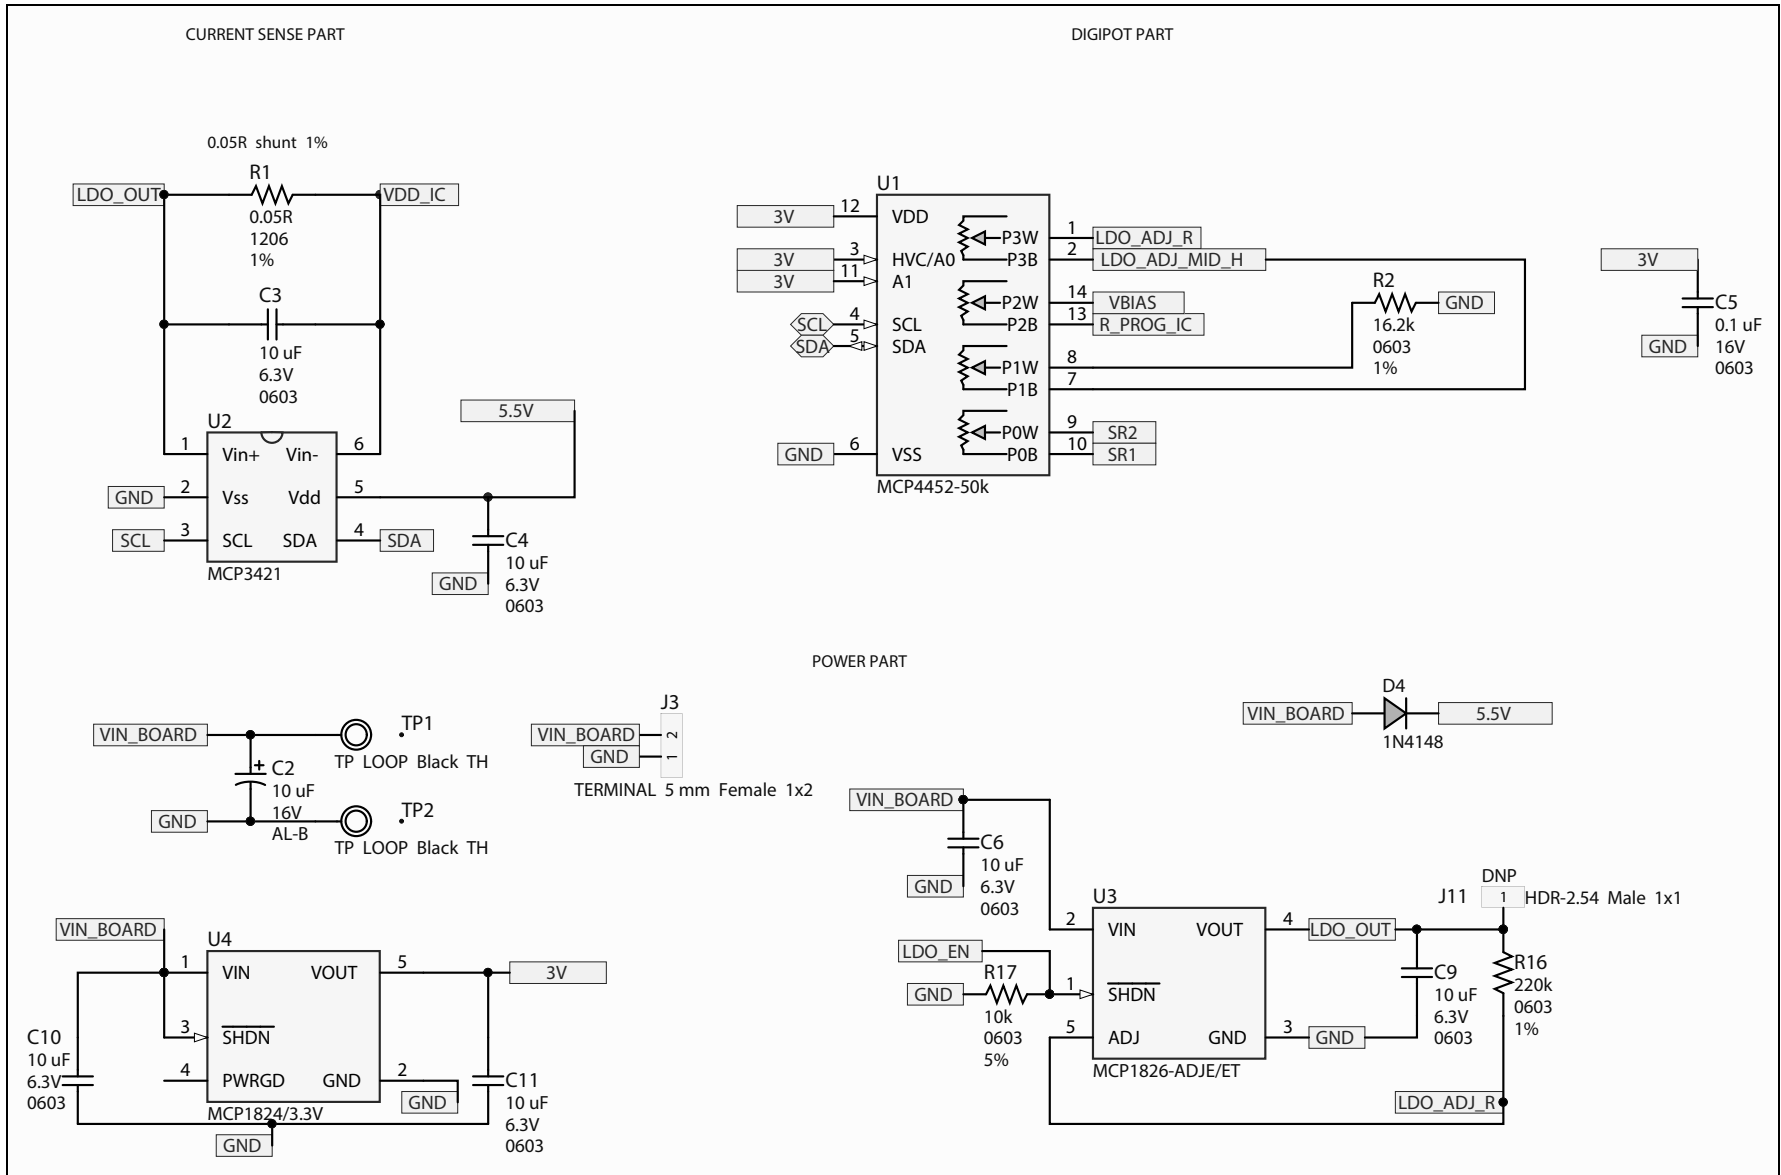 CURRENT SENSE PART
DIGIPOT PART
0.05R shunt 1%
R1
LDO_OUT
VDD_IC
0.05R
1206
1%
C3
10 uF
6.3V
0603
U2
1 Vin+ Vin- 6
GND 2 Vss Vdd 5
SCL 3 SCL SDA 4 SDA
MCP3421
5.5V
C4
10 uF
6.3V
0603
GND
U1
3V 12 VDD
3V 3 HVC/A0
3V 11 A1
SCL 4 SCL
SDA 5 SDA
GND 6 VSS
P3W 1 LDO_ADJ_R
P3B 2 LDO_ADJ_MID_H
P2W 14 VBIAS
P2B 13 R_PROG_IC
P1W 8
P1B 7
P0W 9 SR2
P0B 10 SR1
MCP4452-50k
R2
GND
16.2k
0603
1%
3V
C5
0.1 uF
16V
0603
GND
POWER PART
VIN_BOARD
TP1
TP LOOP Black TH
+ C2
10 uF
16V
AL-B
GND
TP2
TP LOOP Black TH
J3
VIN_BOARD 2
GND 1
TERMINAL 5 mm Female 1x2
D4
VIN_BOARD
5.5V
1N4148
VIN_BOARD
U4
1 VIN VOUT 5 3V
3 SHDN
4 PWRGD GND 2
GND
MCP1824/3.3V
C10
10 uF
6.3V
0603
C11
10 uF
6.3V
0603
GND
VIN_BOARD
C6
10 uF
6.3V
0603
GND
U3
2 VIN VOUT 4 LDO_OUT
LDO_EN
GND
R17
10k
0603
5%
1 SHDN
5 ADJ GND 3 GND
MCP1826-ADJE/ET
DNP
J11 1 HDR-2.54 Male 1x1
C9
10 uF
6.3V
0603
R16
220k
0603
1%
LDO_ADJ_R